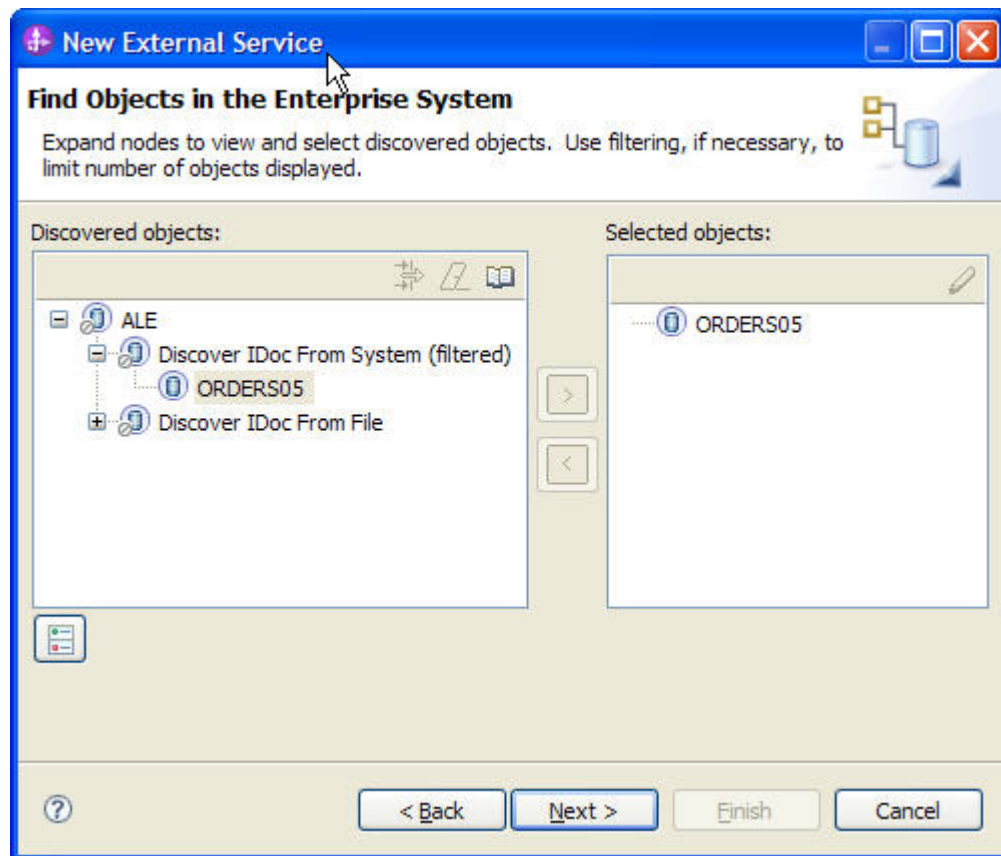 New External Service
Find Objects in the Enterprise System
Expand nodes to view and select discovered objects.  Use filtering, if necessary, to
limit number of objects displayed.
Discovered objects:
Selected objects:
ALE
Discover IDoc From System (filtered)
ORDERS05
Discover IDoc From File
ORDERS05
>
<
?
< Back
Next >
Finish
Cancel